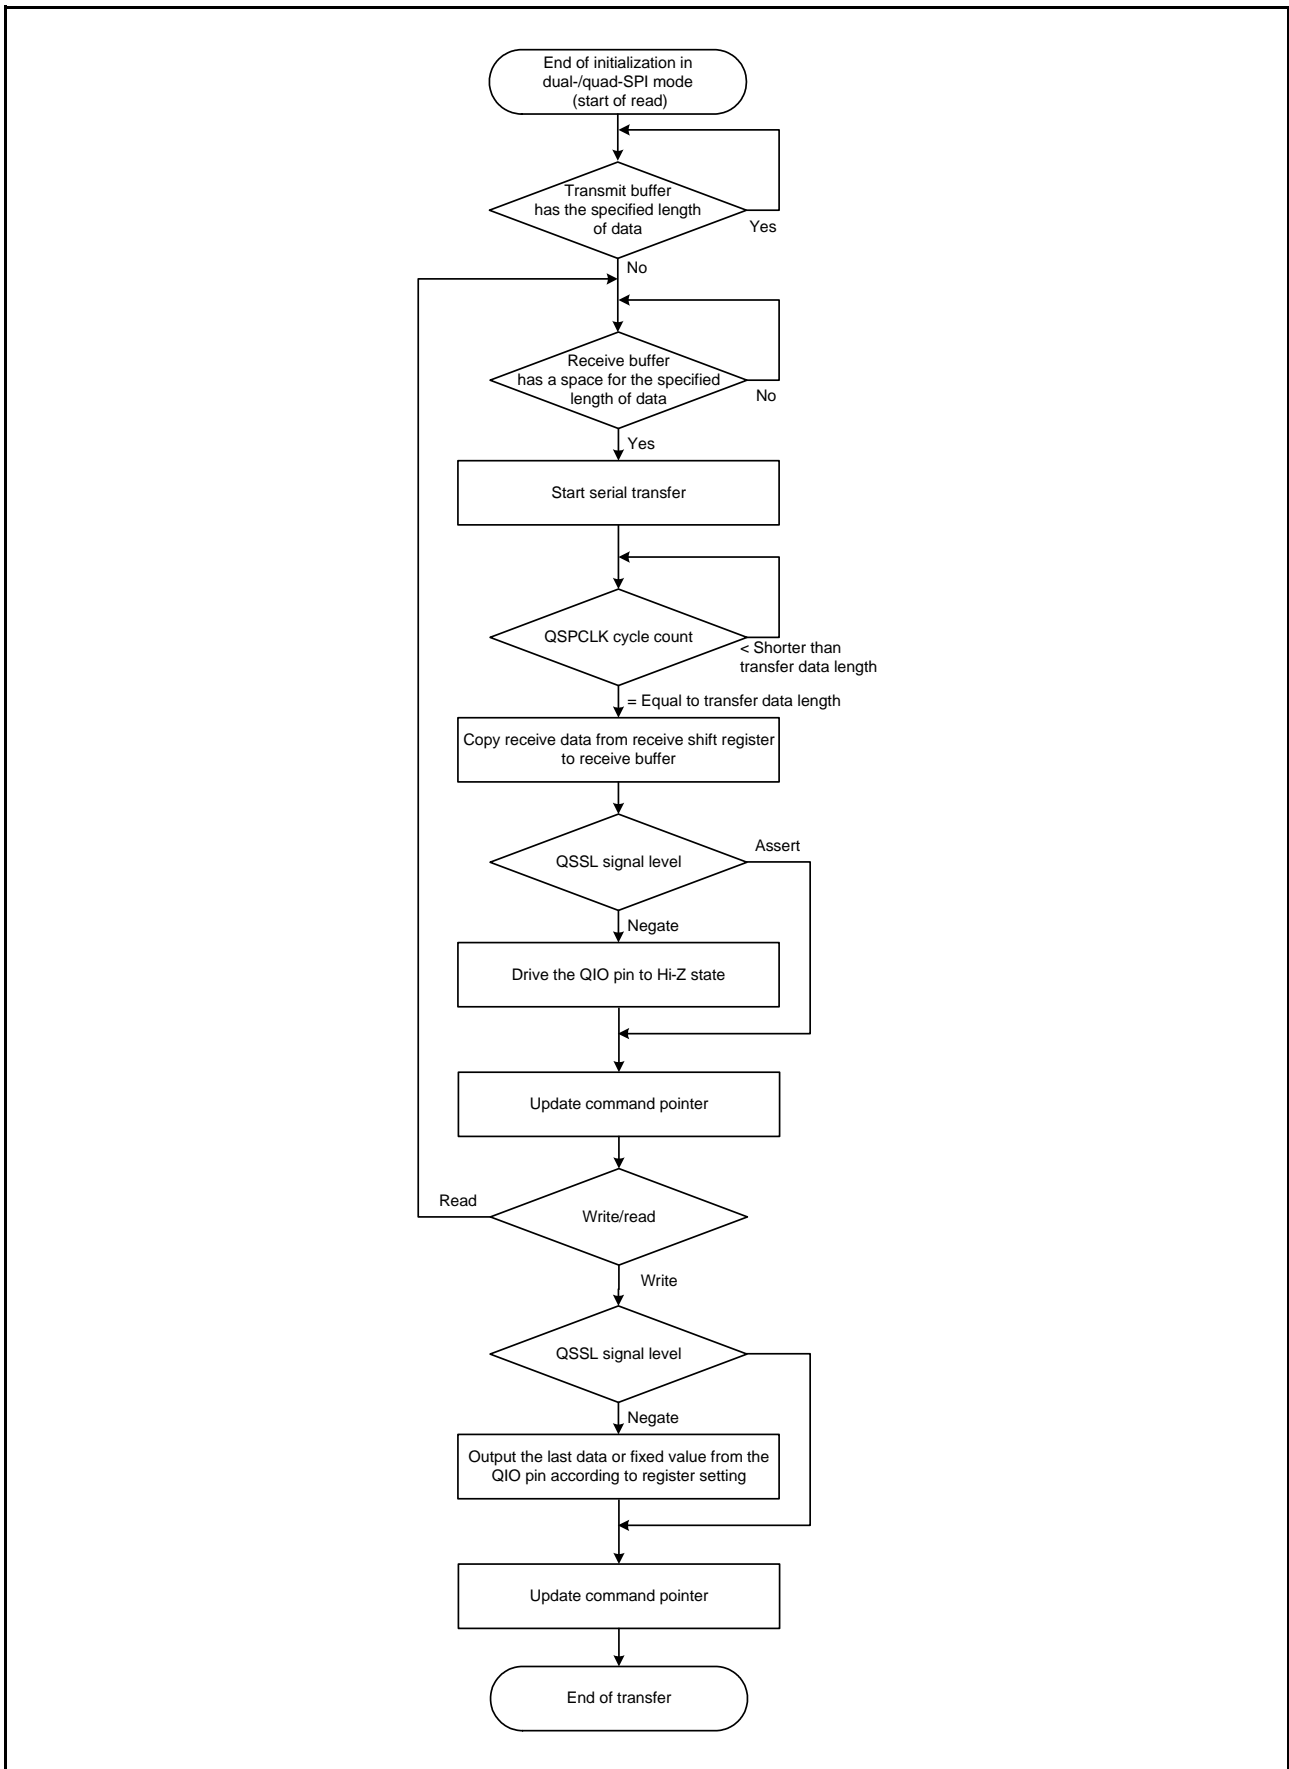 End of initialization in
dual-/quad-SPI mode
(start of read)
Transmit buffer
has the specified length
of data
Yes
No
Receive buffer
has a space for the specified
length of data
No
Yes
Start serial transfer
QSPCLK cycle count
< Shorter than
transfer data length
= Equal to transfer data length
Copy receive data from receive shift register
to receive buffer
Assert
QSSL signal level
Negate
Drive the QIO pin to Hi-Z state
Update command pointer
Read
Write/read
Write
QSSL signal level
Negate
Output the last data or fixed value from the
QIO pin according to register setting
Update command pointer
End of transfer